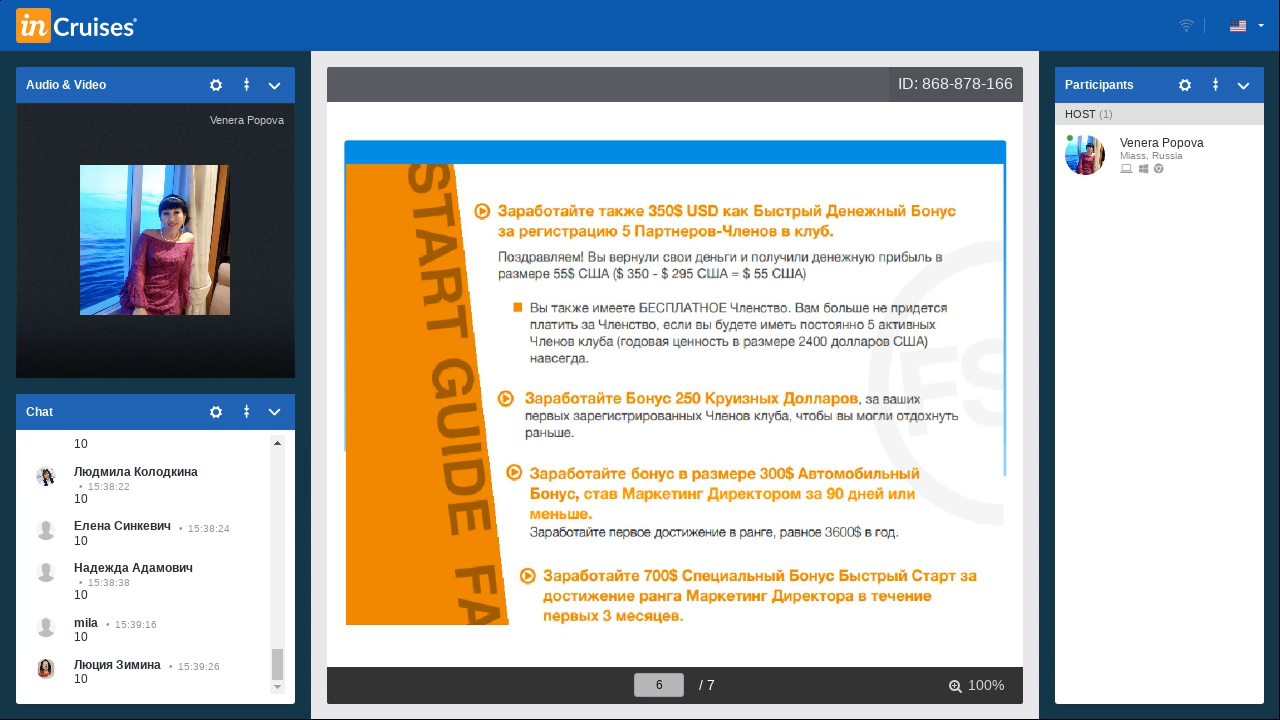 in Cruises
Audio & Video
Venera Popova
Chat
10
Людмила Колодкина
• 15:38:22
10
Елена Синкевич • 15:38:24
10
Надежда Адамович
• 15:38:38
10
mila • 15:39:16
10
Люция Зимина • 15:39:26
10
ID: 868-878-166
START GUIDE FA
Заработайте также 350$ USD как Быстрый Денежный Бонус
за регистрацию 5 Партнеров-Членов в клуб.
Поздравляем! Вы вернули свои деньги и получили денежную прибыль в
размере 55$ США ($ 350 - $ 295 США = $ 55 США)
Вы также имеете БЕСПЛАТНОЕ Членство. Вам больше не придется
платить за Членство, если вы будете иметь постоянно 5 активных
Членов клуба (годовая ценность в размере 2400 долларов США)
навсегда.
Заработайте Бонус 250 Круизных Долларов, за ваших
первых зарегистрированных Членов клуба, чтобы вы могли отдохнуть
раньше.
Заработайте бонус в размере 300$ Автомобильный
Бонус, став Маркетинг Директором за 90 дней или
меньше.
Заработайте первое достижение в ранге, равное 3600$ в год.
Заработайте 700$ Специальный Бонус Быстрый Старт за
достижение ранга Маркетинг Директора в течение
первых 3 месяцев.
FS
6 / 7
100%
Participants
HOST (1)
Venera Popova
Miass, Russia